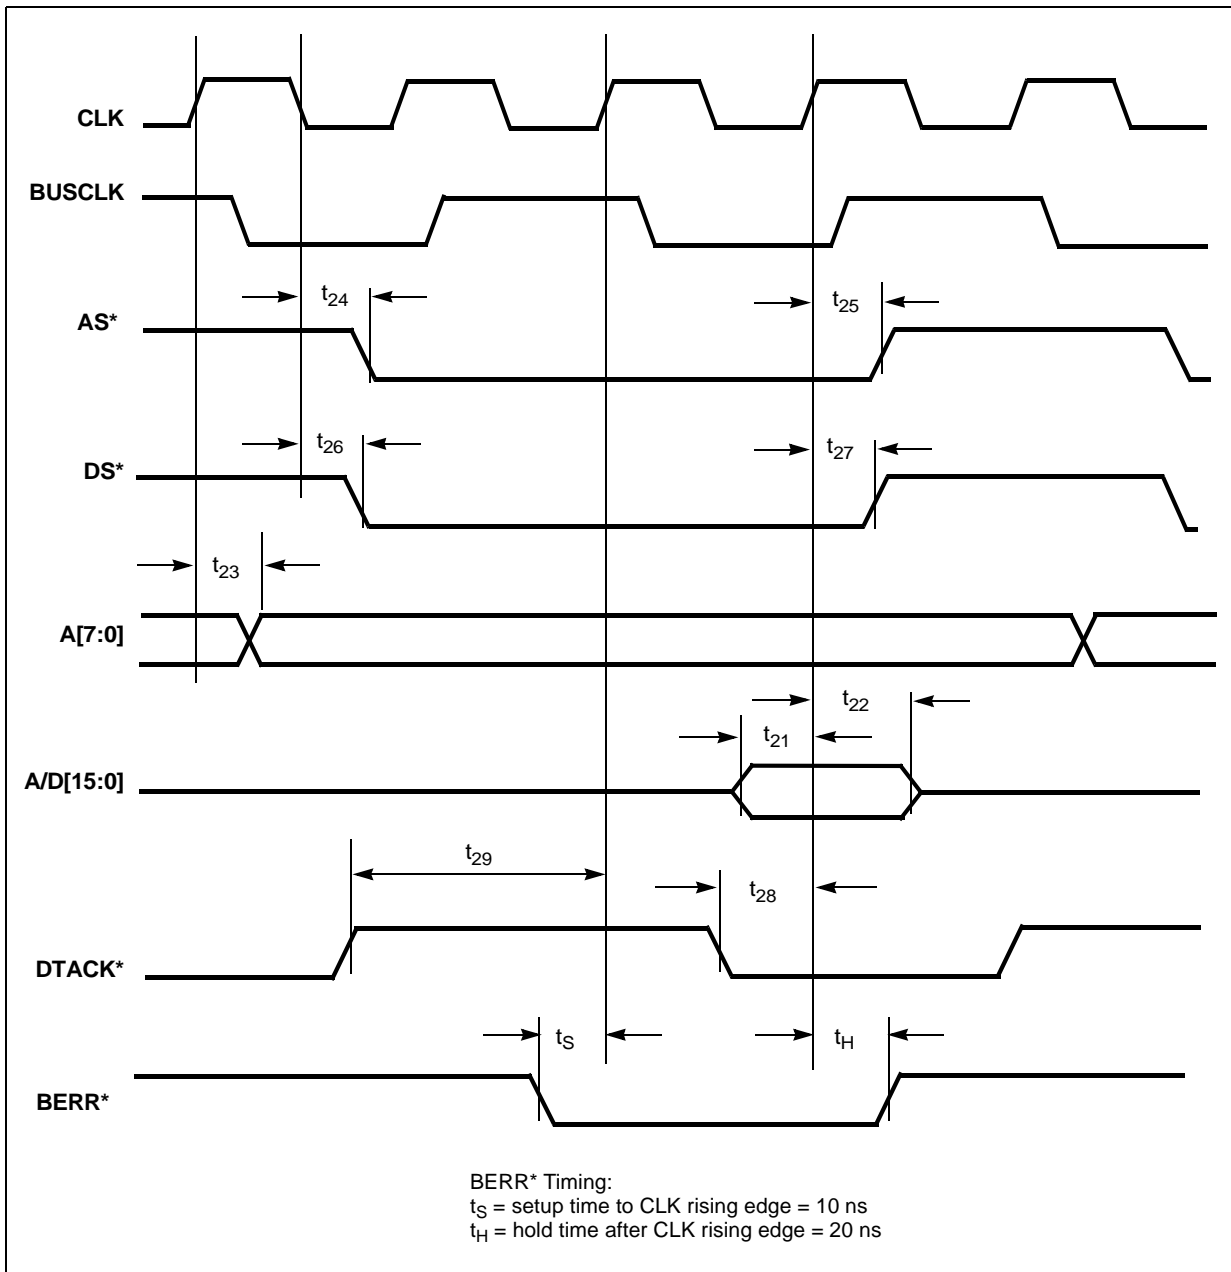 CLK
BUSCLK
t24
t25
AS*
t26
t27
DS*
t23
A[7:0]
t22
t21
A/D[15:0]
t29
t28
DTACK*
tS
tH
BERR*
BERR* Timing:
tS = setup time to CLK rising edge = 10 ns
tH = hold time after CLK rising edge = 20 ns